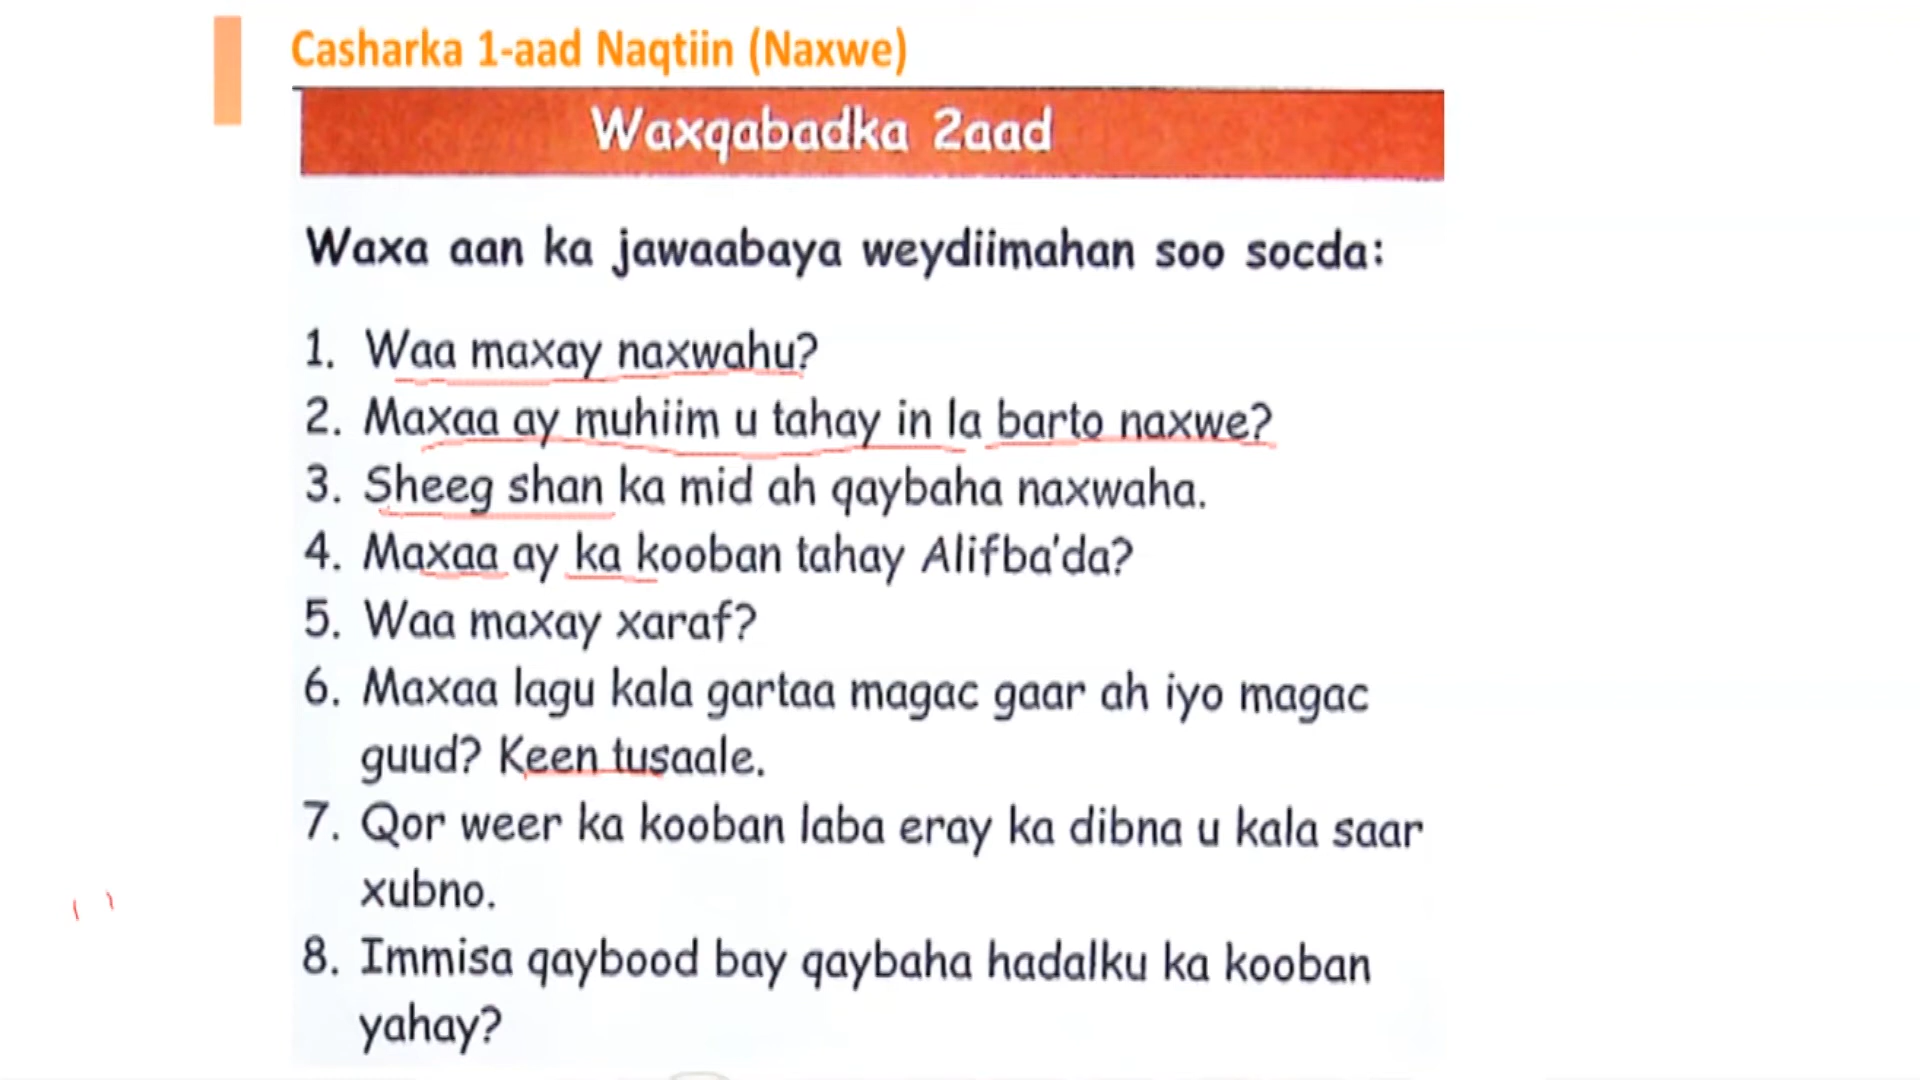 Casharka 1-aad Naqtiin (Naxwe)
Waxqabadka 2aad
Waxa aan ka jawaabaya weydiimahan soo socda:
1. Waa maxay naxwahu?
2. Maxaa ay muhiim u tahay in la barto naxwe?
3. Sheeg shan ka mid ah qaybaha naxwaha.
4. Maxaa ay ka kooban tahay Alifba'da?
5. Waa maxay xaraf?
6. Maxaa lagu kala gartaa magac gaar ah iyo magac
guud? Keen tusaale.
7. Qor weer ka kooban laba eray ka dibna u kala saar
xubno.
8. Immisa qaybood bay qaybaha hadalku ka kooban
yahay?